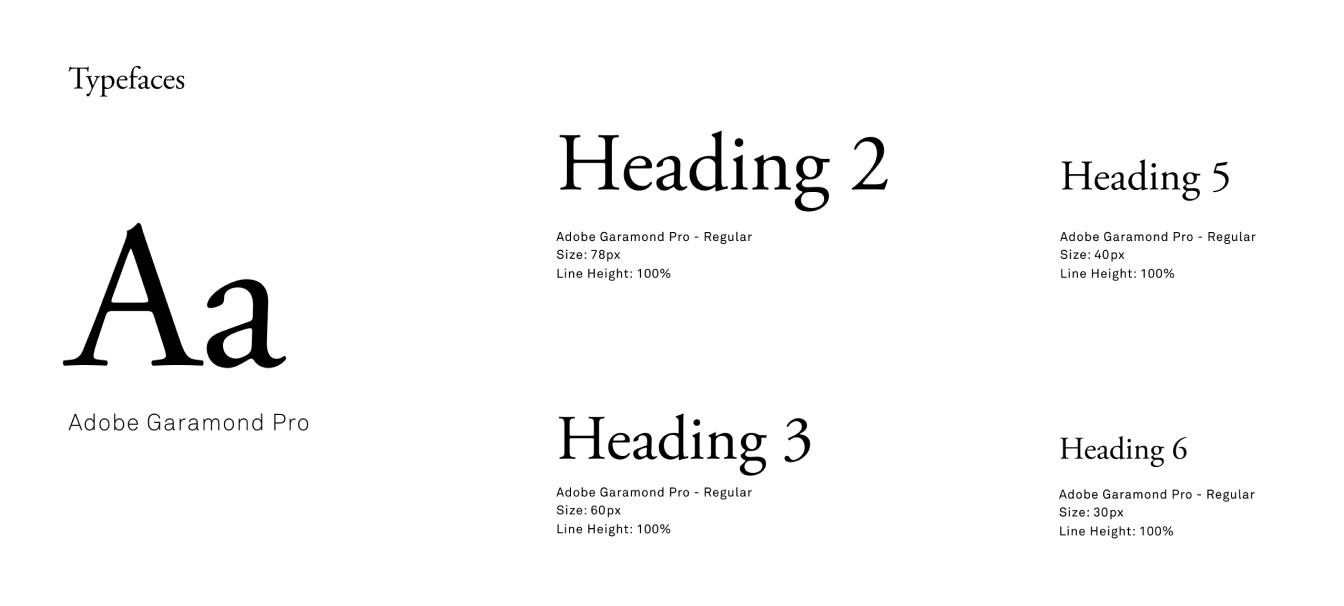 Typefaces
Aa
Adobe Garamond Pro
Heading 2
Adobe Garamond Pro - Regular
Size: 78px
Line Height: 100%
Heading 3
Adobe Garamond Pro - Regular
Size: 60px
Line Height: 100%
Heading 5
Adobe Garamond Pro - Regular
Size: 40px
Line Height: 100%
Heading 6
Adobe Garamond Pro - Regular
Size: 30px
Line Height: 100%